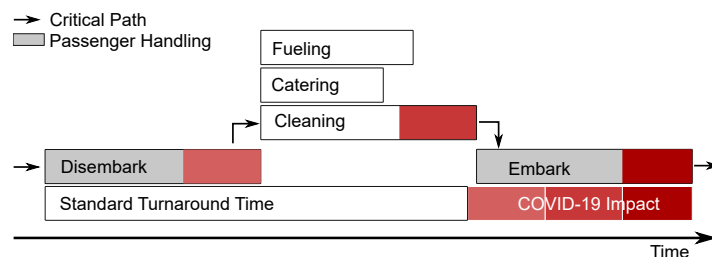 Critical Path
Passenger Handling
Fueling
Catering
Cleaning
Disembark
Embark
Standard Turnaround Time
COVID-19 Impact
Time